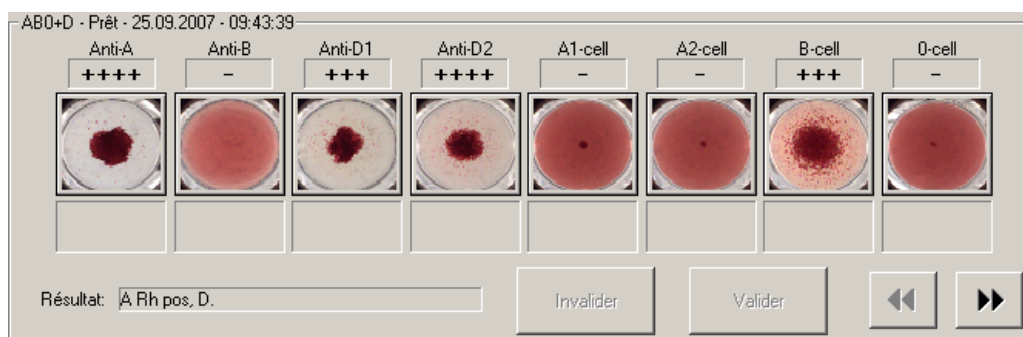 AB0+D - Prêt - 25.09.2007 - 09:43:39
Anti-A Anti-B Anti-D1 Anti-D2 A1-cell A2-cell B-cell 0-cell
++++ - +++ ++++ - - +++ -
Résultat: A Rh pos, D. Invalider Valider